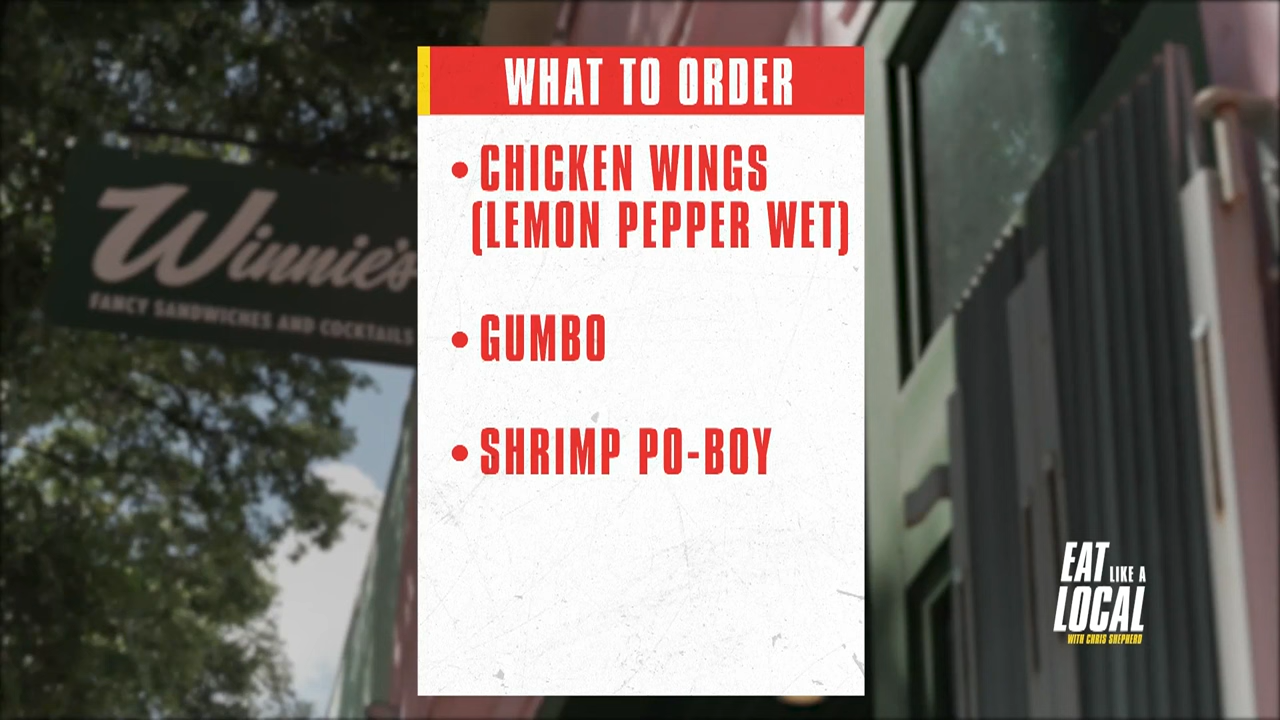 WHAT TO ORDER
• CHICKEN WINGS
(LEMON PEPPER WET)
• GUMBO
• SHRIMP PO-BOY
Winnie's
FANCY SANDWICHES AND COCKTAILS
EAT LIKE A
LOCAL
WITH CHRIS SHEPHERD